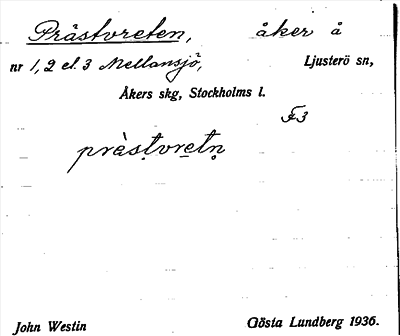 Prästvreten, åker å
nr 1, 2 el. 3 Mellansjö, Ljusterö sn,
Åkers skg, Stockholms l.
F3
prὰstvretn
John Westin Gösta Lundberg 1936.